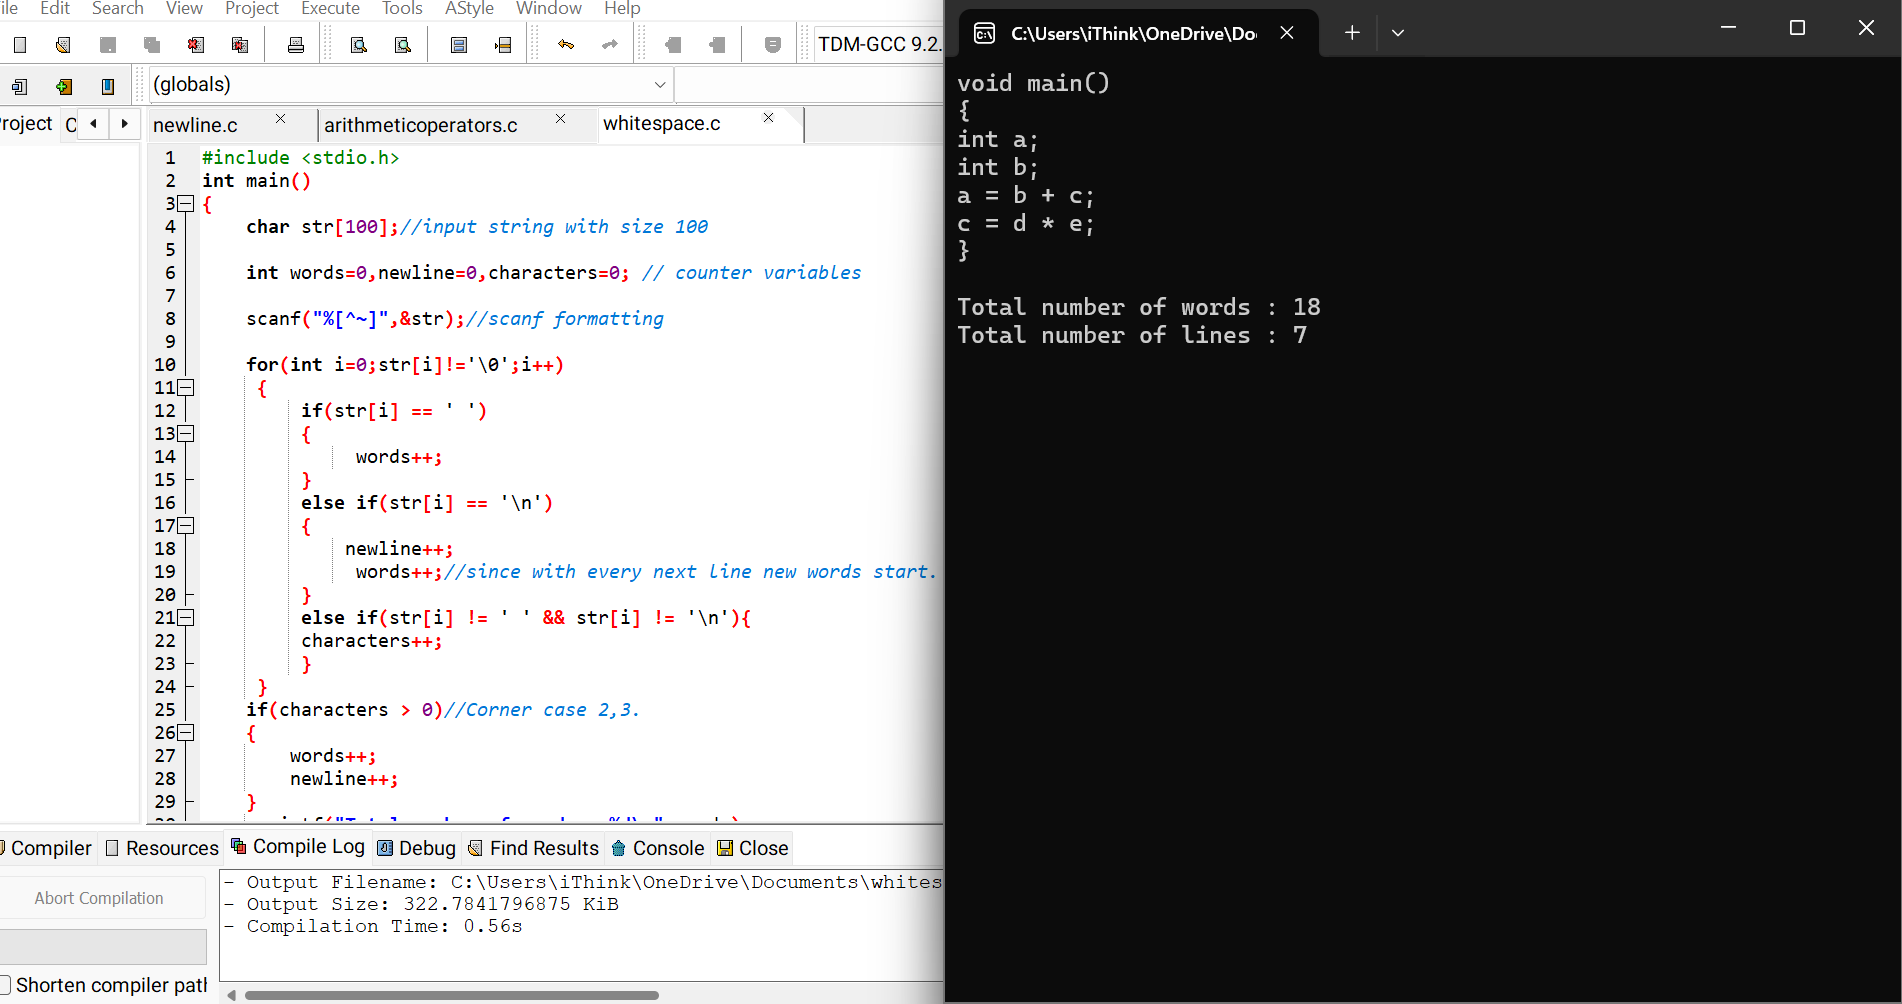 ile Edit Search View Project Execute Tools AStyle Window Help
TDM-GCC 9.2.
(globals)
roject C
newline.c arithmeticoperators.c whitespace.c
1 #include <stdio.h>
2 int main()
3 {
4 char str[100];//input string with size 100
5
6 int words=0,newline=0,characters=0; // counter variables
7
8 scanf("%[^~]",&str);//scanf formatting
9
10 for(int i=0;str[i]!='\0';i++)
11 {
12 if(str[i] == ' ')
13 {
14 words++;
15 }
16 else if(str[i] == '\n')
17 {
18 newline++;
19 words++;//since with every next line new words start.
20 }
21 else if(str[i] != ' ' && str[i] != '\n'){
22 characters++;
23 }
24 }
25 if(characters > 0)//Corner case 2,3.
26 {
27 words++;
28 newline++;
29 }
Compiler Resources Compile Log Debug Find Results Console Close
Abort Compilation
Shorten compiler path
- Output Filename: C:\Users\iThink\OneDrive\Documents\whites
- Output Size: 322.7841796875 KiB
- Compilation Time: 0.56s
C:\Users\iThink\OneDrive\Do
void main()
{
int a;
int b;
a = b + c;
c = d * e;
}
Total number of words : 18
Total number of lines : 7